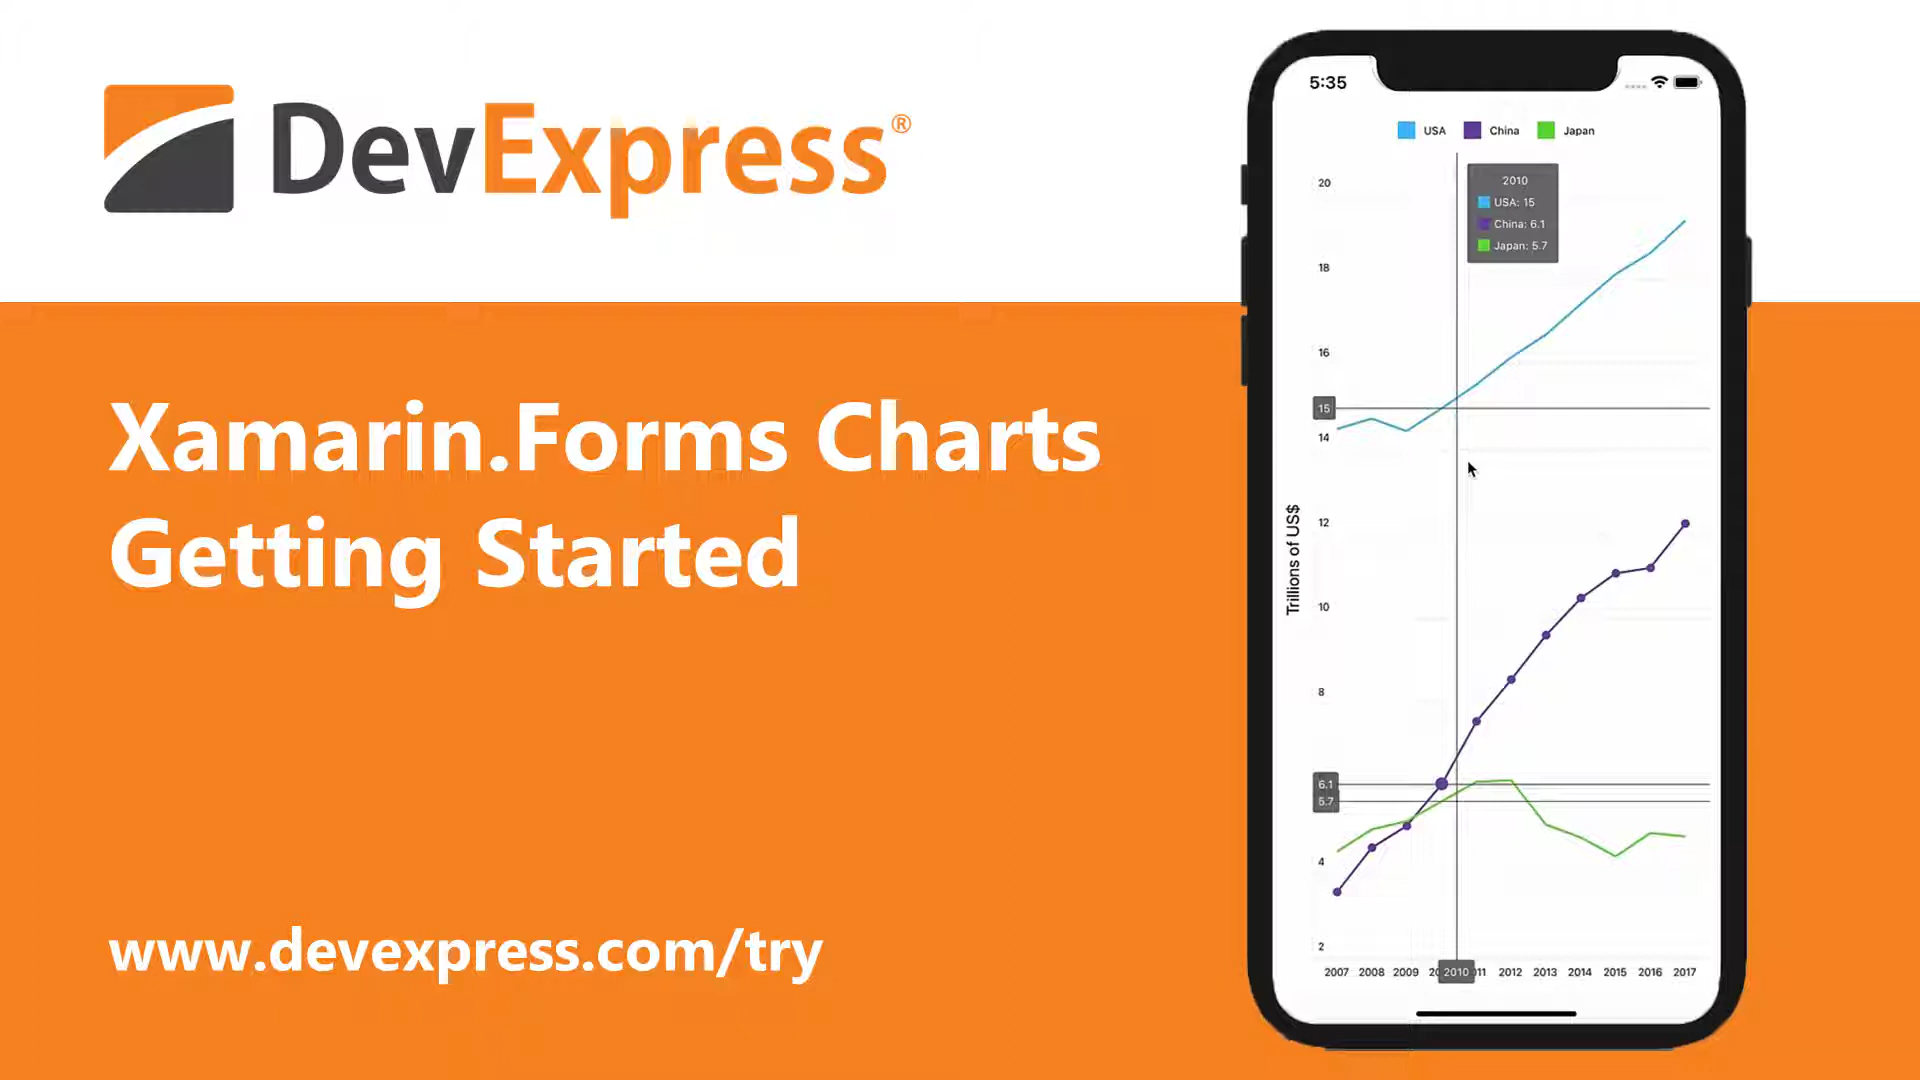 DevExpress®
Xamarin.Forms Charts
Getting Started
www.devexpress.com/try
5:35
USA China Japan
2010
USA: 15
China: 6.1
Japan: 5.7
Trillions of US$
20
18
16
15
14
12
10
8
6.1
5.7
4
2
2007 2008 2009 20 2010 11 2012 2013 2014 2015 2016 2017